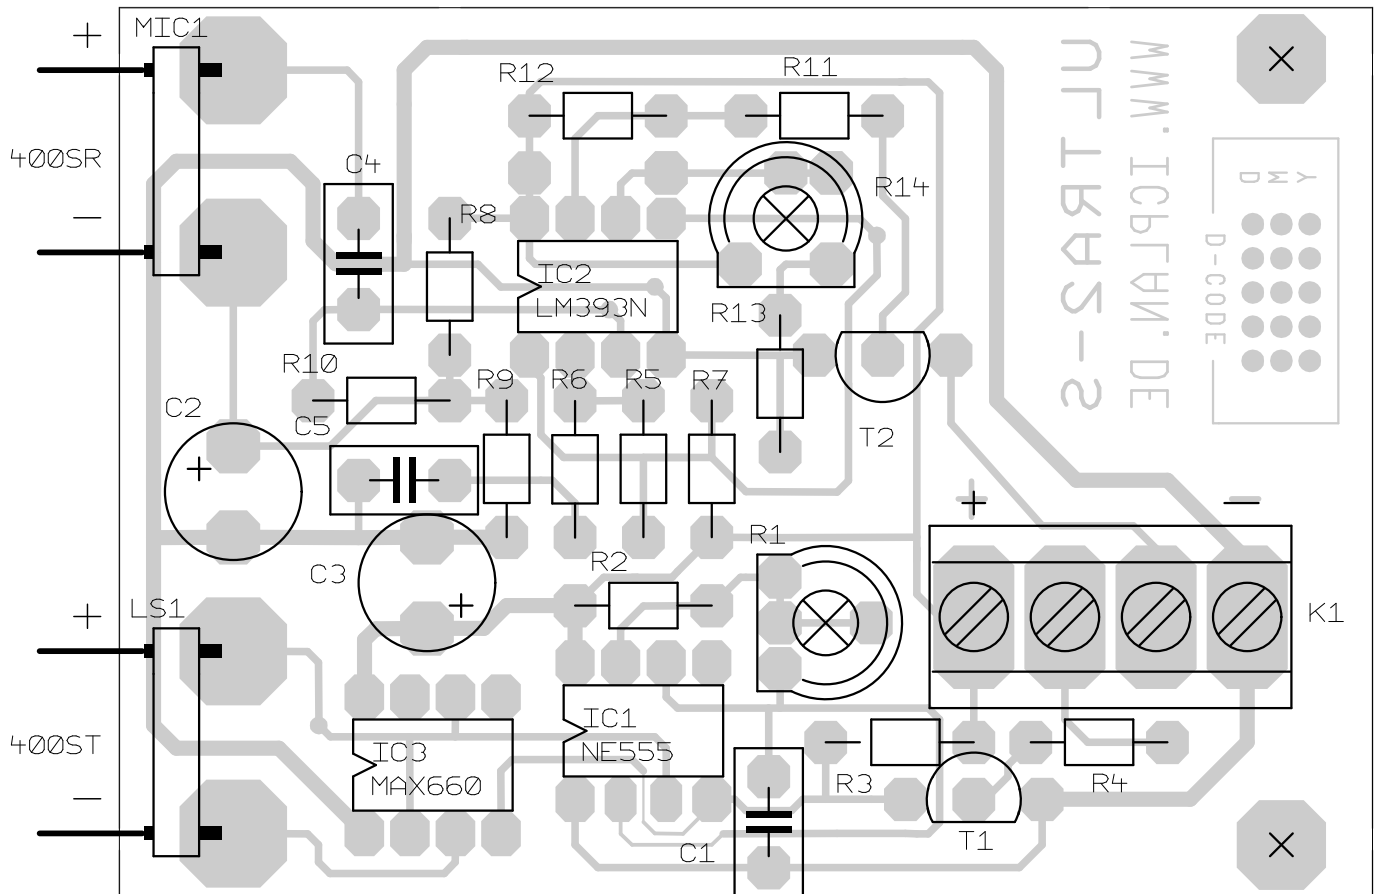 +
MIC1
R12
R11
400SR
C4
R14
R8
-
IC2
LM393N
R13
R10
R9
R6
R5
R7
C2
C5
T2
+
+
-
R1
R2
C3
+
+
LS1
K1
400ST
IC1
NE555
IC3
MAX660
R3
R4
-
C1
T1
ULTRA2-S
WWW.ICPLAN.DE
D M Y
D-CODE